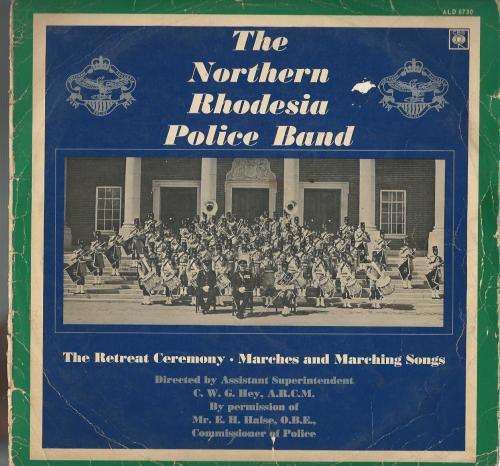 ALD 6730
CBS
The
Northern
Rhodesia
Police Band
The Retreat Ceremony · Marches and Marching Songs
Directed by Assistant Superintendent
C. W. G. Hey, A.R.C.M.
By permission of
Mr. E. H. Halse, O.B.E.,
Commissioner of Police